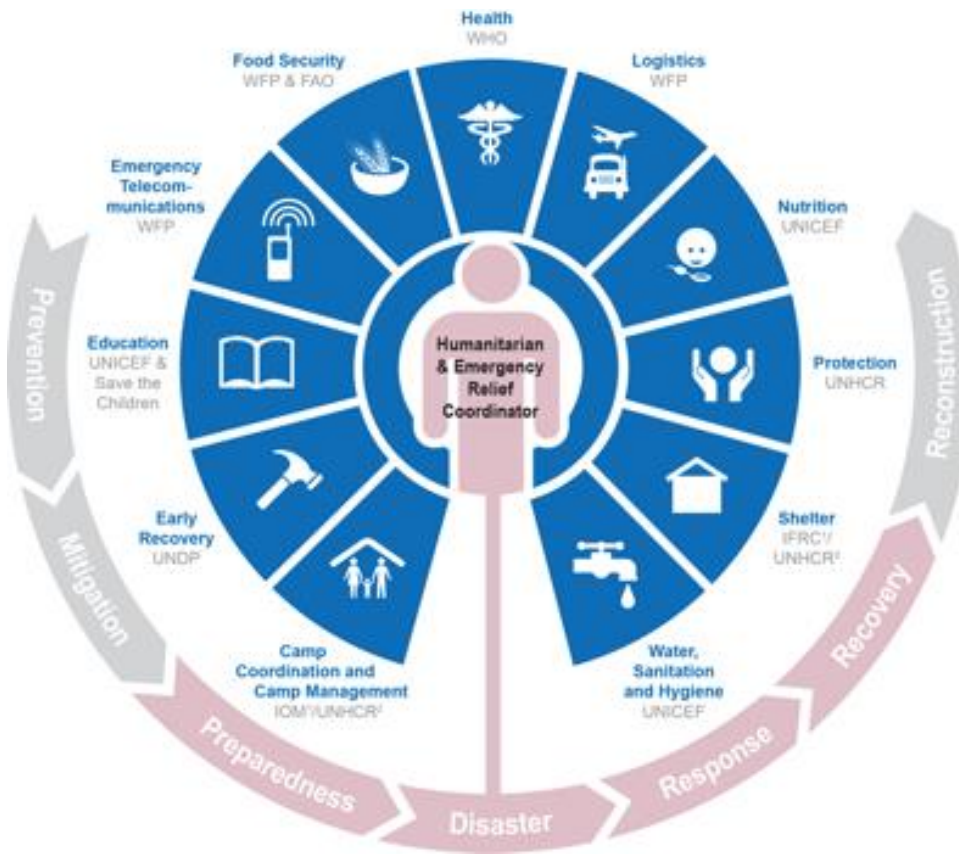 Health
WHO
Food Security
WFP & FAO
Logistics
WFP
Emergency
Telecom-
munications
WFP
Nutrition
UNICEF
Education
UNICEF &
Save the
Children
Humanitarian
& Emergency
Relief
Coordinator
Protection
UNHCR
Early
Recovery
UNDP
Shelter
IFRC¹/
UNHCR²
Camp
Coordination and
Camp Management
IOM¹/UNHCR²
Water,
Sanitation
and Hygiene
UNICEF
Prevention
Mitigation
Preparedness
Disaster
Response
Recovery
Reconstruction